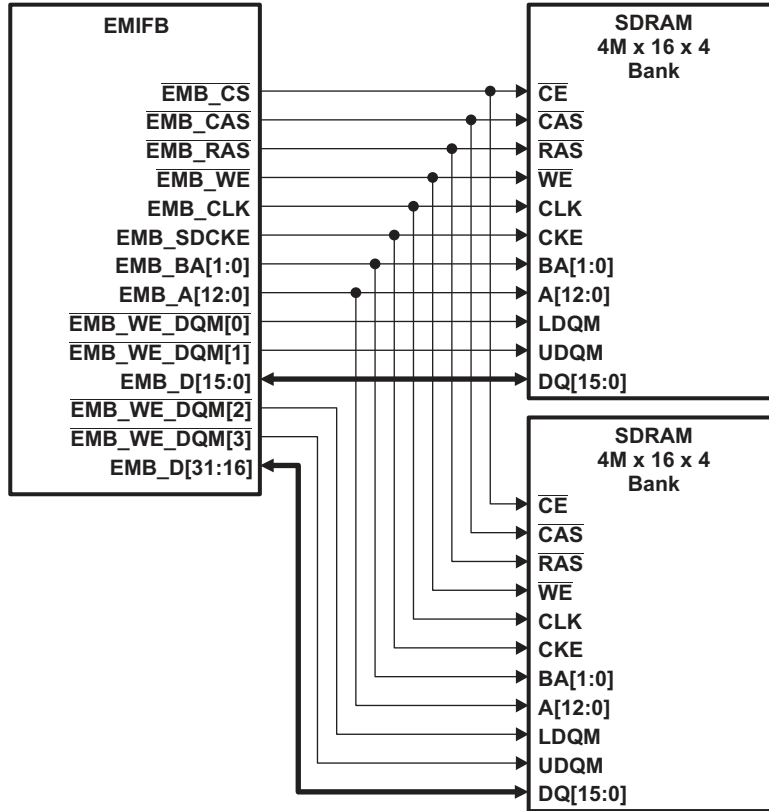 EMIFB
EMB_CS
EMB_CAS
EMB_RAS
EMB_WE
EMB_CLK
EMB_SDCKE
EMB_BA[1:0]
EMB_A[12:0]
EMB_WE_DQM[0]
EMB_WE_DQM[1]
EMB_D[15:0]
EMB_WE_DQM[2]
EMB_WE_DQM[3]
EMB_D[31:16]
SDRAM
4M x 16 x 4
Bank
CE
CAS
RAS
WE
CLK
CKE
BA[1:0]
A[12:0]
LDQM
UDQM
DQ[15:0]
SDRAM
4M x 16 x 4
Bank
CE
CAS
RAS
WE
CLK
CKE
BA[1:0]
A[12:0]
LDQM
UDQM
DQ[15:0]